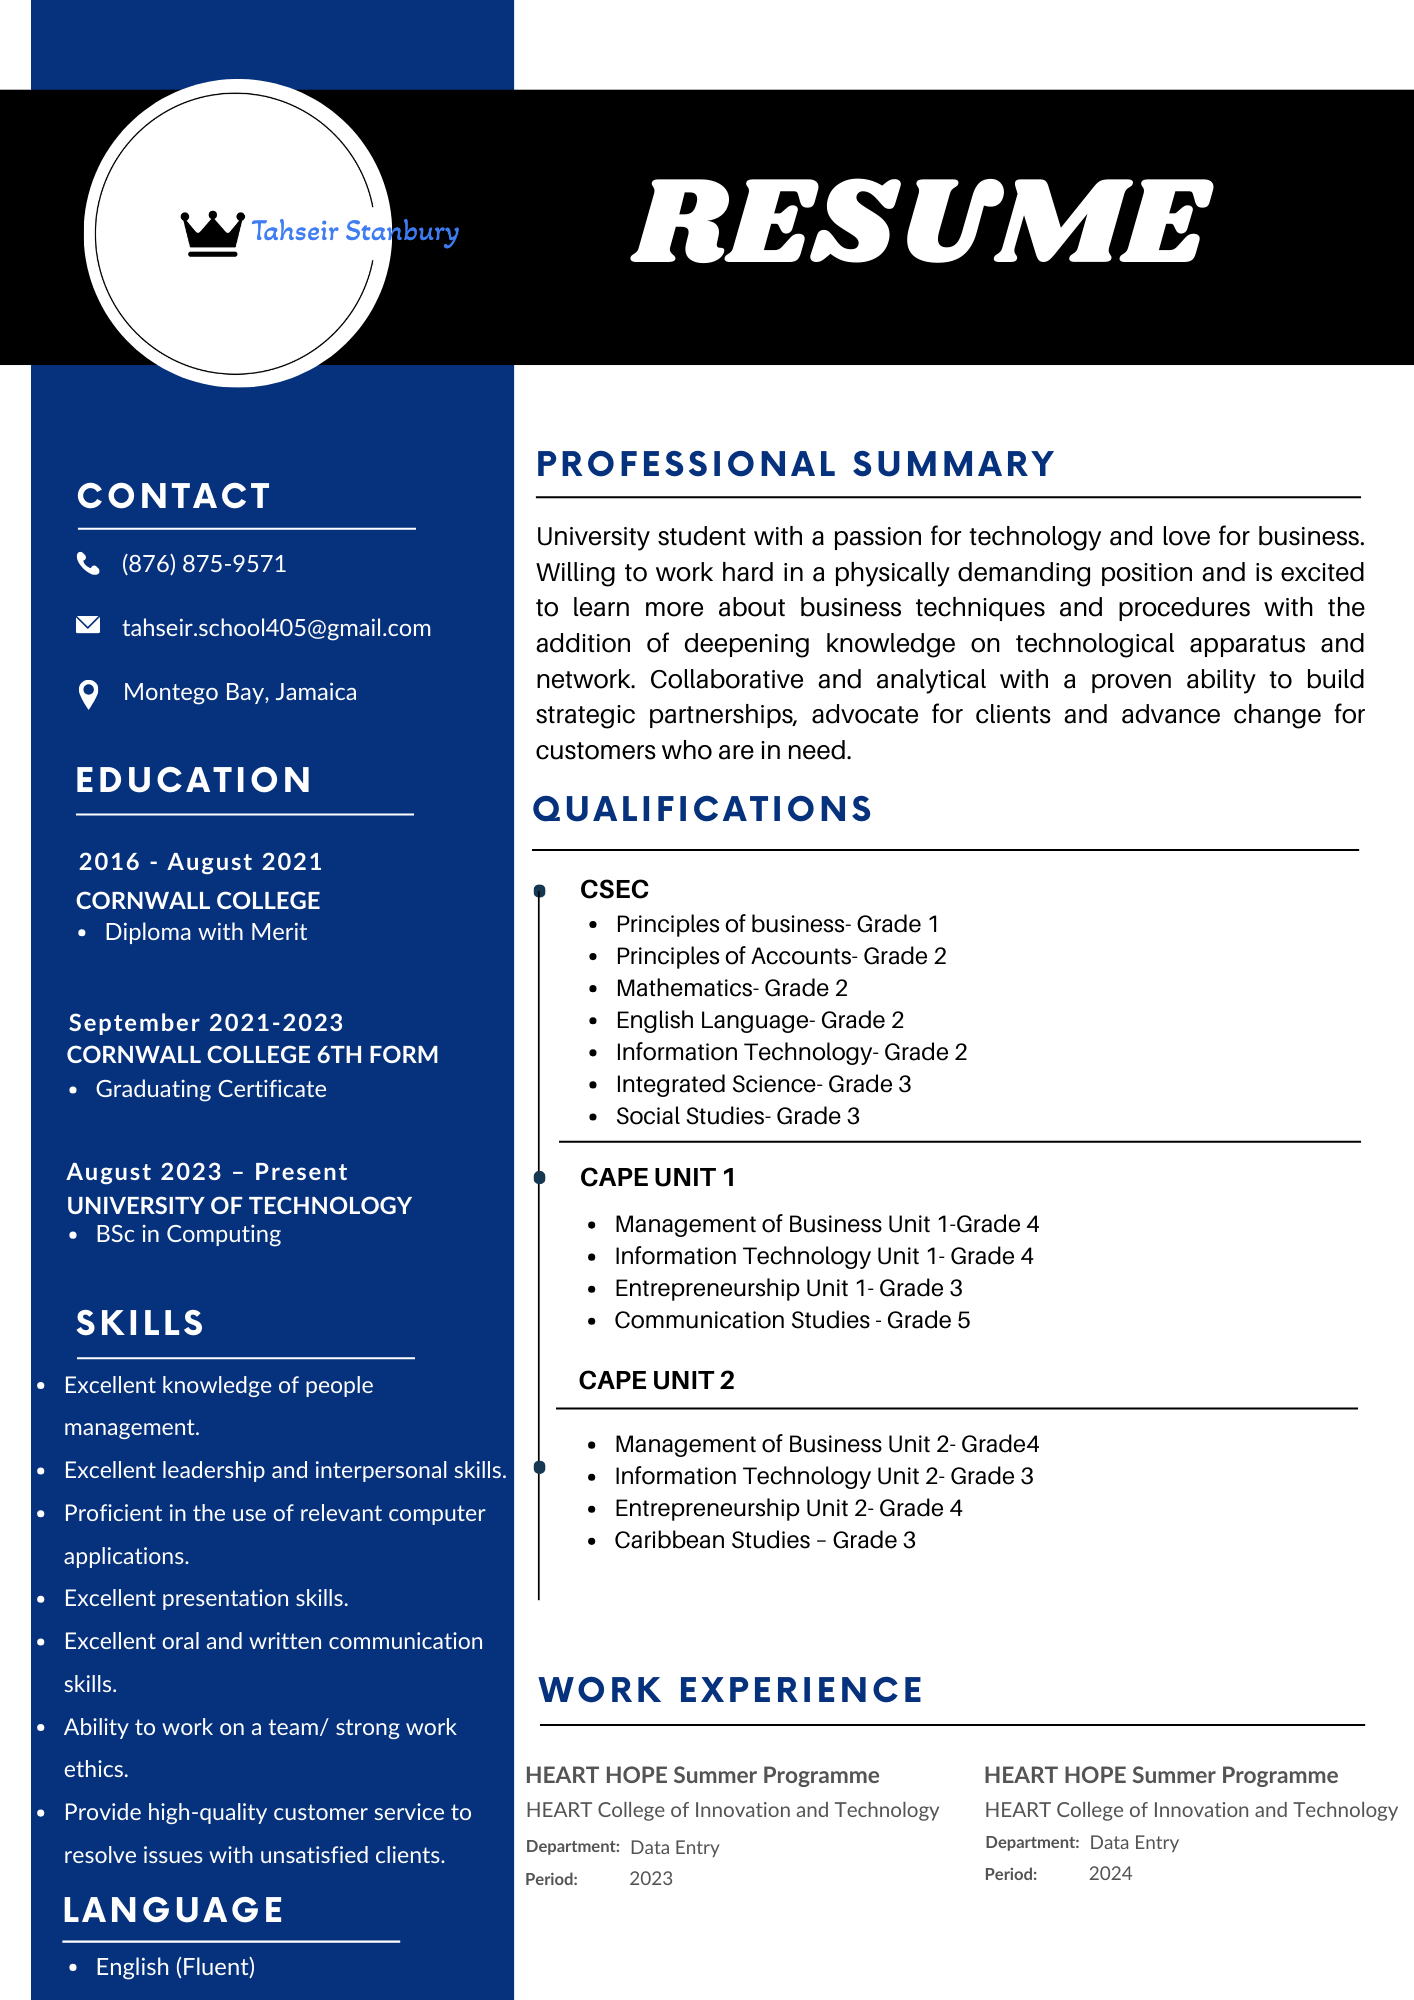 Tahseir Stanbury
RESUME
CONTACT
(876) 875-9571
tahseir.school405@gmail.com
Montego Bay, Jamaica
EDUCATION
2016 - August 2021
CORNWALL COLLEGE
• Diploma with Merit
September 2021-2023
CORNWALL COLLEGE 6TH FORM
• Graduating Certificate
August 2023 – Present
UNIVERSITY OF TECHNOLOGY
• BSc in Computing
SKILLS
• Excellent knowledge of people
management.
• Excellent leadership and interpersonal skills.
• Proficient in the use of relevant computer
applications.
• Excellent presentation skills.
• Excellent oral and written communication
skills.
• Ability to work on a team/ strong work
ethics.
• Provide high-quality customer service to
resolve issues with unsatisfied clients.
LANGUAGE
• English (Fluent)
PROFESSIONAL SUMMARY
University student with a passion for technology and love for business.
Willing to work hard in a physically demanding position and is excited
to learn more about business techniques and procedures with the
addition of deepening knowledge on technological apparatus and
network. Collaborative and analytical with a proven ability to build
strategic partnerships, advocate for clients and advance change for
customers who are in need.
QUALIFICATIONS
CSEC
• Principles of business- Grade 1
• Principles of Accounts- Grade 2
• Mathematics- Grade 2
• English Language- Grade 2
• Information Technology- Grade 2
• Integrated Science- Grade 3
• Social Studies- Grade 3
CAPE UNIT 1
• Management of Business Unit 1-Grade 4
• Information Technology Unit 1- Grade 4
• Entrepreneurship Unit 1- Grade 3
• Communication Studies - Grade 5
CAPE UNIT 2
• Management of Business Unit 2- Grade4
• Information Technology Unit 2- Grade 3
• Entrepreneurship Unit 2- Grade 4
• Caribbean Studies – Grade 3
WORK EXPERIENCE
HEART HOPE Summer Programme
HEART College of Innovation and Technology
Department: Data Entry
Period: 2023
HEART HOPE Summer Programme
HEART College of Innovation and Technology
Department: Data Entry
Period: 2024